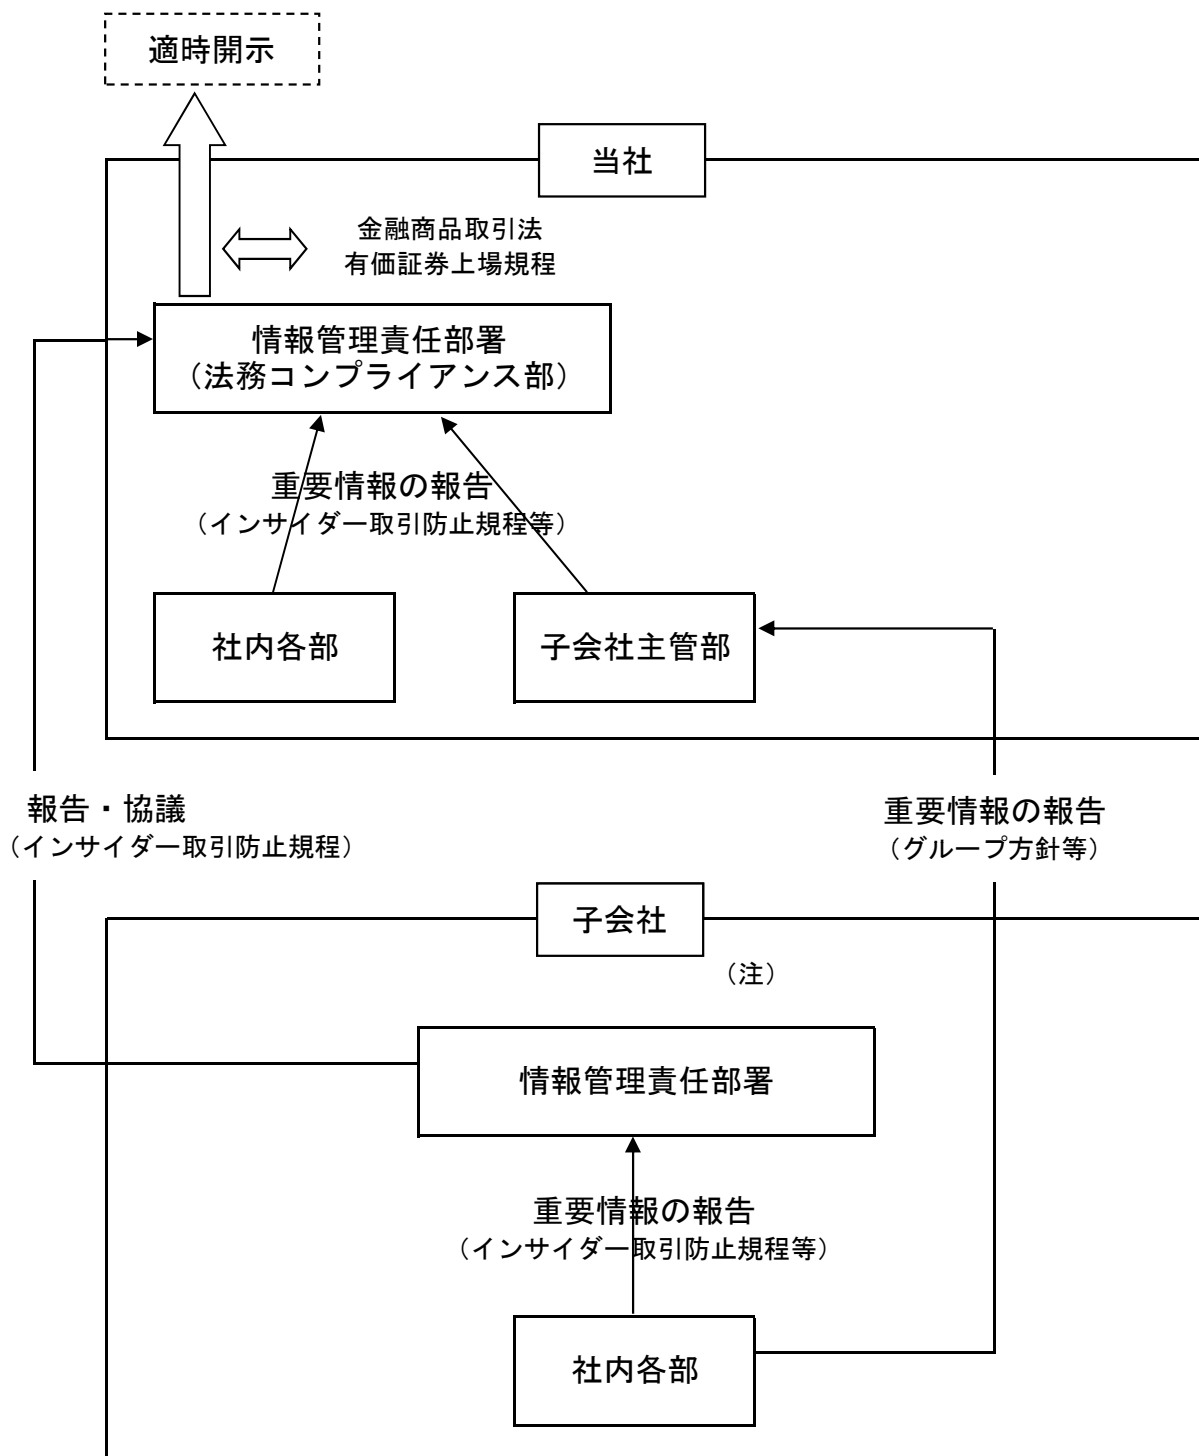 適時開示
当社
金融商品取引法
有価証券上場規程
情報管理責任部署
（法務コンプライアンス部）
重要情報の報告
（インサイダー取引防止規程等）
社内各部
子会社主管部
報告・協議
（インサイダー取引防止規程）
重要情報の報告
（グループ方針等）
子会社
（注）
情報管理責任部署
重要情報の報告
（インサイダー取引防止規程等）
社内各部